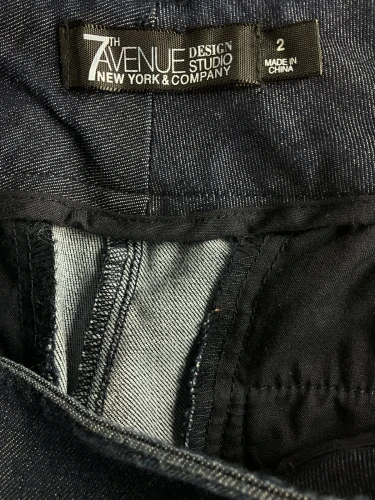 7TH AVENUE DESIGN STUDIO
NEW YORK & COMPANY
2
MADE IN
CHINA